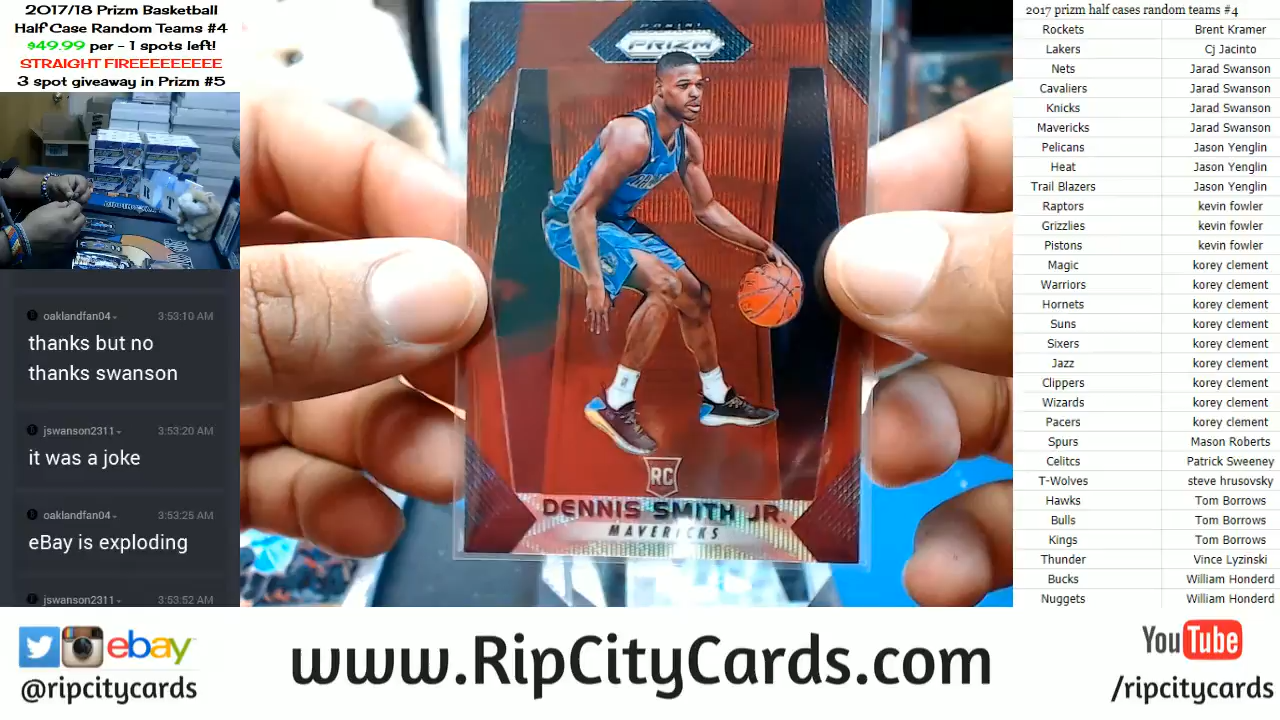 2017/18 Prizm Basketball
Half Case Random Teams #4
$49.99 per - 1 spots left!
STRAIGHT FIREEEEEEEEE
3 spot giveaway in Prizm #5
oaklandfan04 3:53:10 AM
thanks but no
thanks swanson
jswanson2311 3:53:20 AM
it was a joke
oaklandfan04 3:53:25 AM
eBay is exploding
jswanson2311 3:53:52 AM
PANINI
PRIZM
RC
DENNIS SMITH JR.
MAVERICKS
2017 prizm half cases random teams #4
Rockets Brent Kramer
Lakers Cj Jacinto
Nets Jarad Swanson
Cavaliers Jarad Swanson
Knicks Jarad Swanson
Mavericks Jarad Swanson
Pelicans Jason Yenglin
Heat Jason Yenglin
Trail Blazers Jason Yenglin
Raptors kevin fowler
Grizzlies kevin fowler
Pistons kevin fowler
Magic korey clement
Warriors korey clement
Hornets korey clement
Suns korey clement
Sixers korey clement
Jazz korey clement
Clippers korey clement
Wizards korey clement
Pacers korey clement
Spurs Mason Roberts
Celitcs Patrick Sweeney
T-Wolves steve hrusovsky
Hawks Tom Borrows
Bulls Tom Borrows
Kings Tom Borrows
Thunder Vince Lyzinski
Bucks William Honderd
Nuggets William Honderd
ebay
@ripcitycards
www.RipCityCards.com
YouTube
/ripcitycards